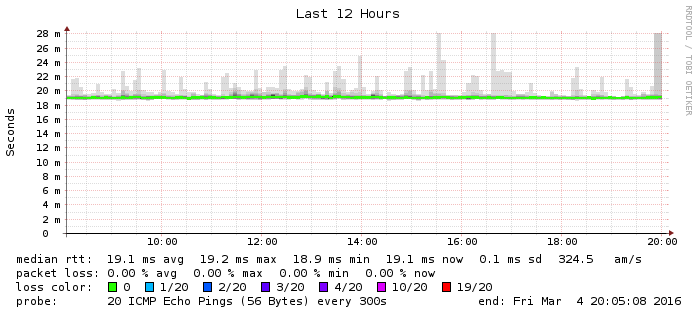 Last 12 Hours
RRDTOOL / TOBI OETIKER
Seconds
28 m
26 m
24 m
22 m
20 m
18 m
16 m
14 m
12 m
10 m
8 m
6 m
4 m
2 m
0
10:00 12:00 14:00 16:00 18:00 20:00
median rtt: 19.1 ms avg 19.2 ms max 18.9 ms min 19.1 ms now 0.1 ms sd 324.5 am/s
packet loss: 0.00 % avg 0.00 % max 0.00 % min 0.00 % now
loss color: 0 1/20 2/20 3/20 4/20 10/20 19/20
probe: 20 ICMP Echo Pings (56 Bytes) every 300s end: Fri Mar 4 20:05:08 2016